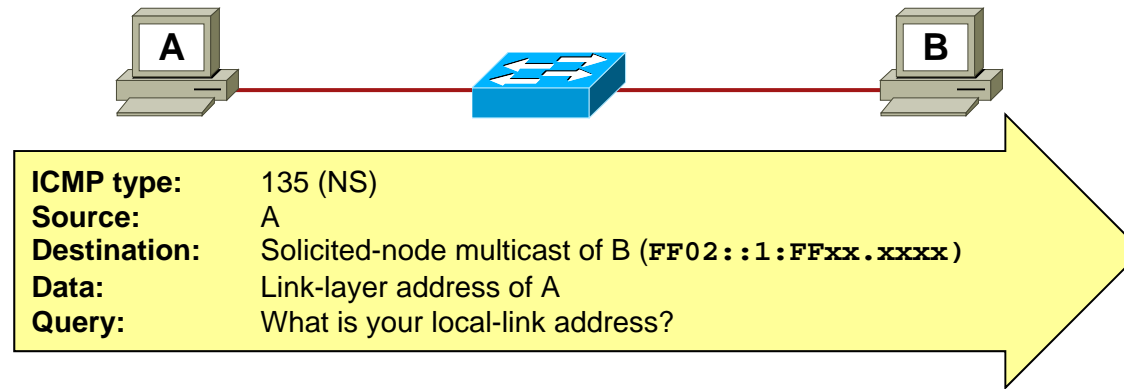 A
B
ICMP type: 135 (NS)
Source: A
Destination: Solicited-node multicast of B (FF02::1:FFxx.xxxx)
Data: Link-layer address of A
Query: What is your local-link address?